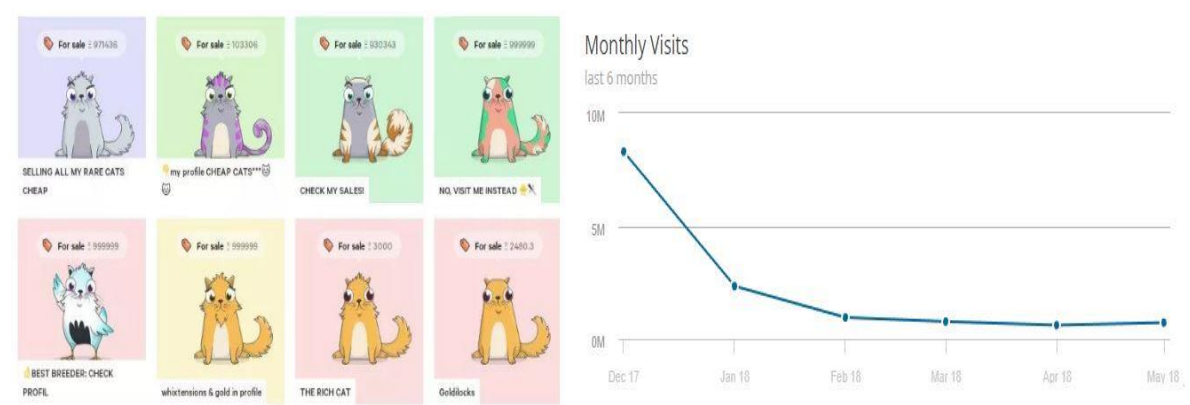 For sale Ξ 971436
For sale Ξ 103306
For sale Ξ 930343
For sale Ξ 999999
SELLING ALL MY RARE CATS
CHEAP
👇my profile CHEAP CATS***🐱
🐱
CHECK MY SALES!
NO, VISIT ME INSTEAD
For sale Ξ 999999
For sale Ξ 999999
For sale Ξ 3000
For sale Ξ 2480.3
👌BEST BREEDER: CHECK
PROFIL
whixtensions & gold in profile
THE RICH CAT
Goldilocks
Monthly Visits
last 6 months
10M
5M
0M
Dec 17
Jan 18
Feb 18
Mar 18
Apr 18
May 18